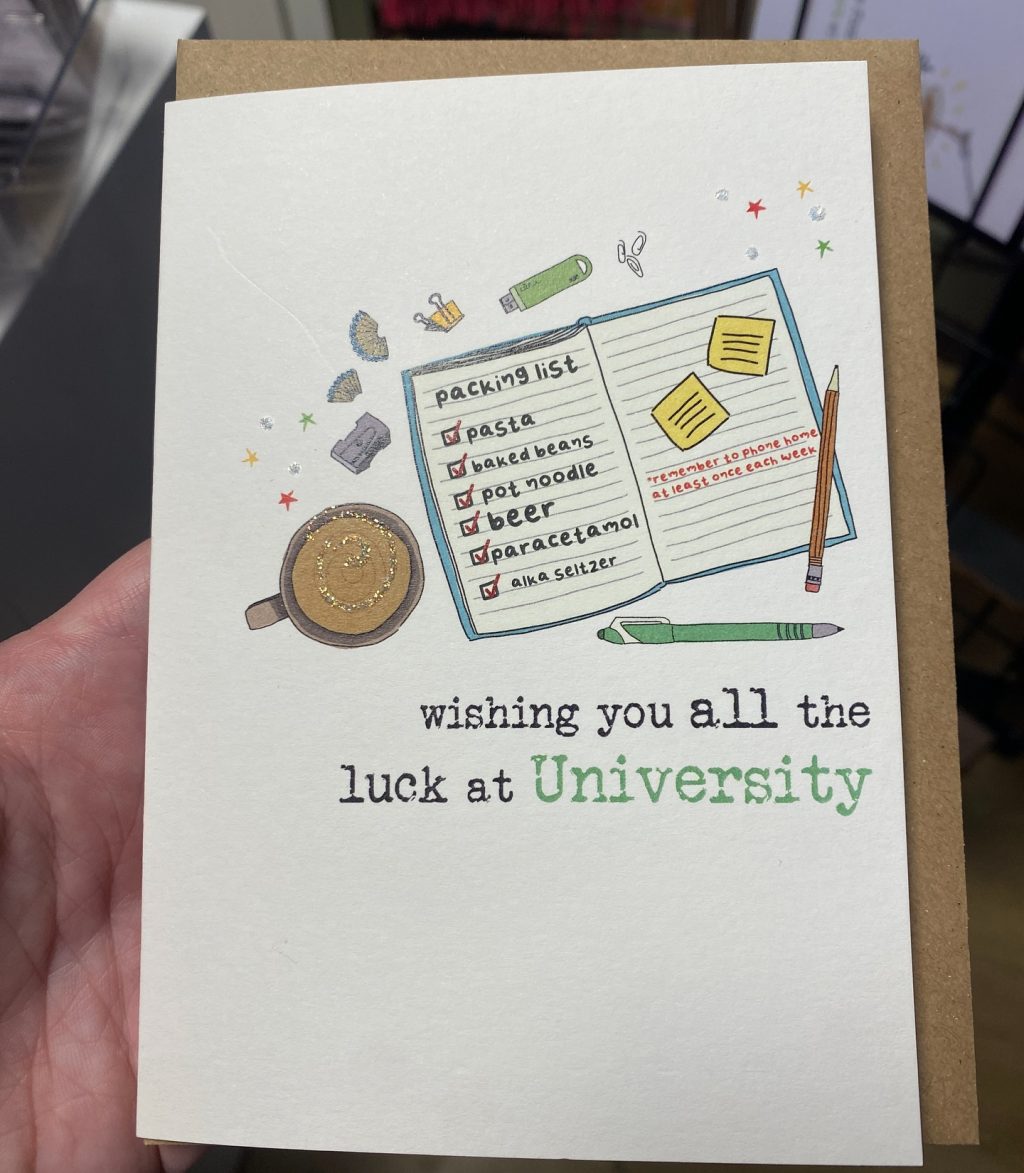 packing list
pasta
baked beans
pot noodle
beer
paracetamol
alka seltzer
*remember to phone home
at least once each week
wishing you all the
luck at University